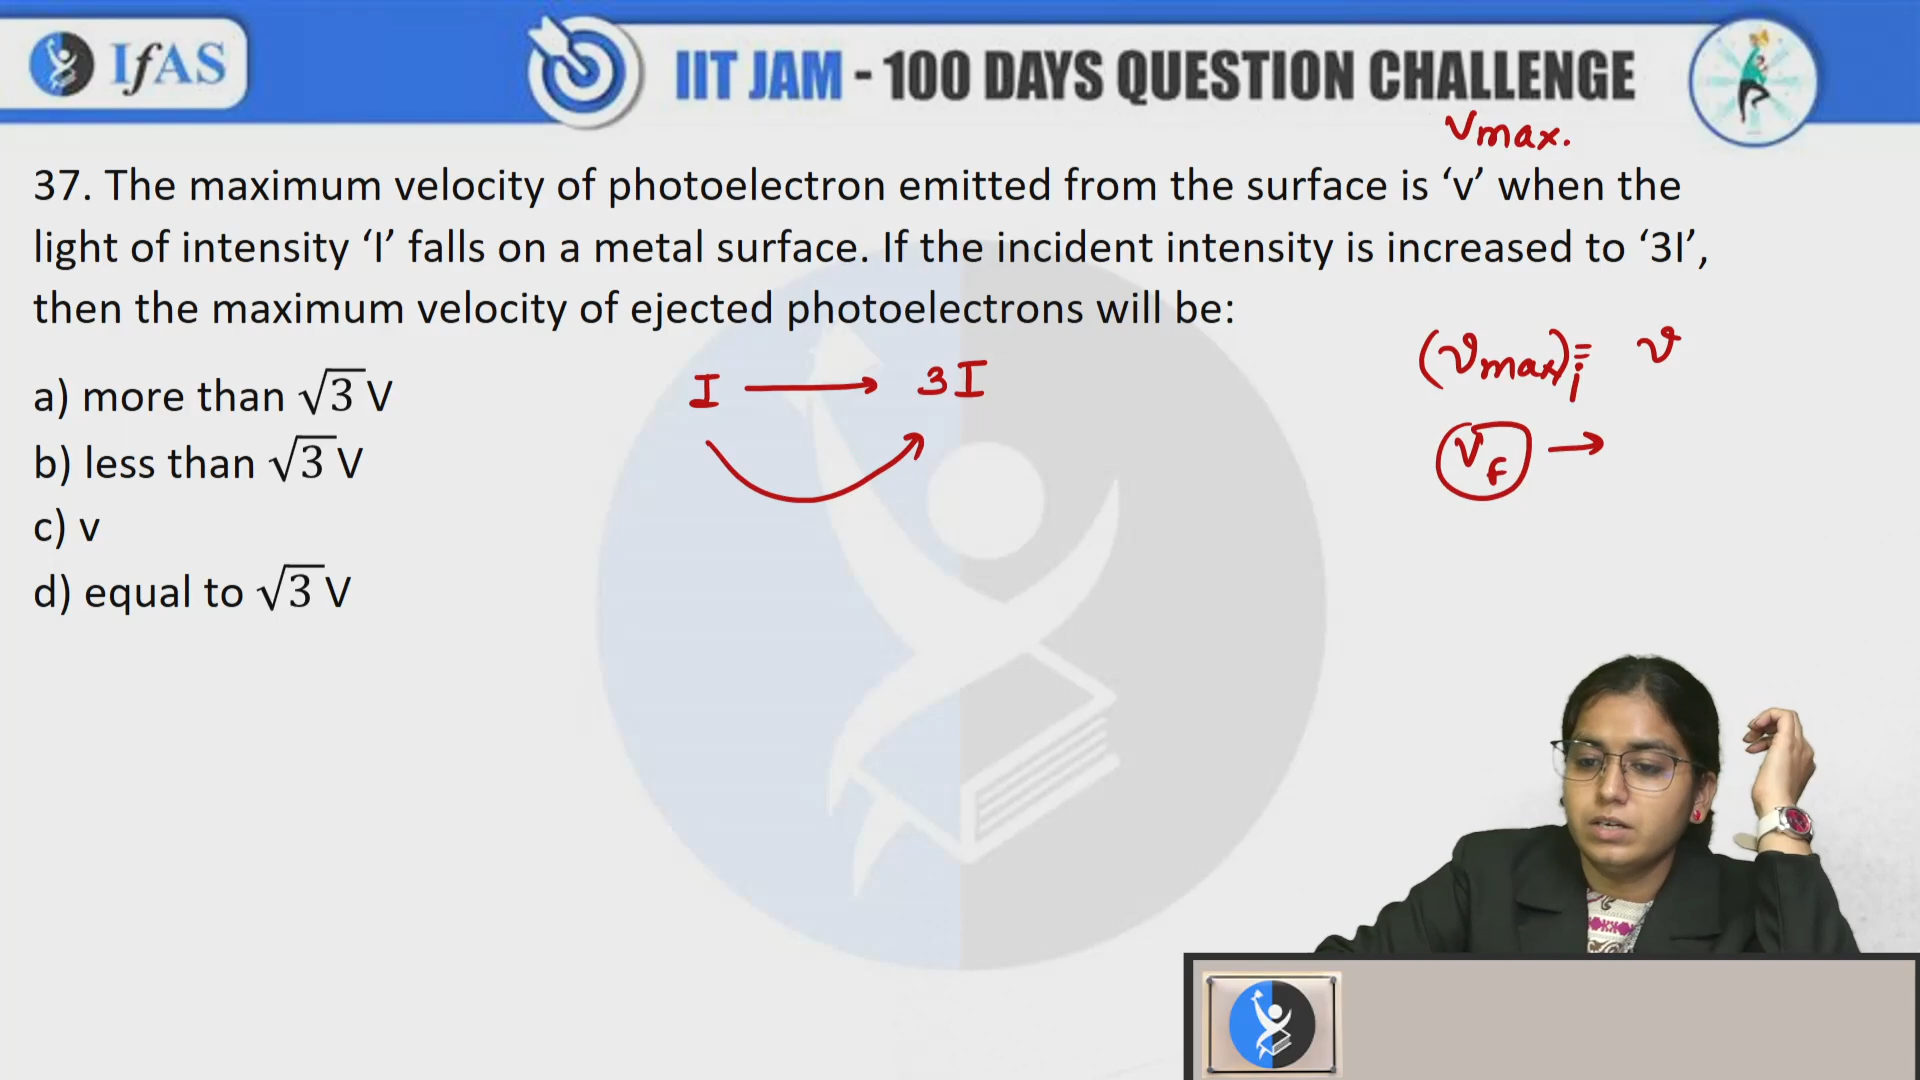 IfAS
IIT JAM - 100 DAYS QUESTION CHALLENGE
Vmax.
37. The maximum velocity of photoelectron emitted from the surface is ‘v’ when the
light of intensity ‘I’ falls on a metal surface. If the incident intensity is increased to ‘3I’,
then the maximum velocity of ejected photoelectrons will be:
a) more than √3 V
b) less than √3 V
c) v
d) equal to √3 V
I → 3I
(vmax)i = v
Vf →